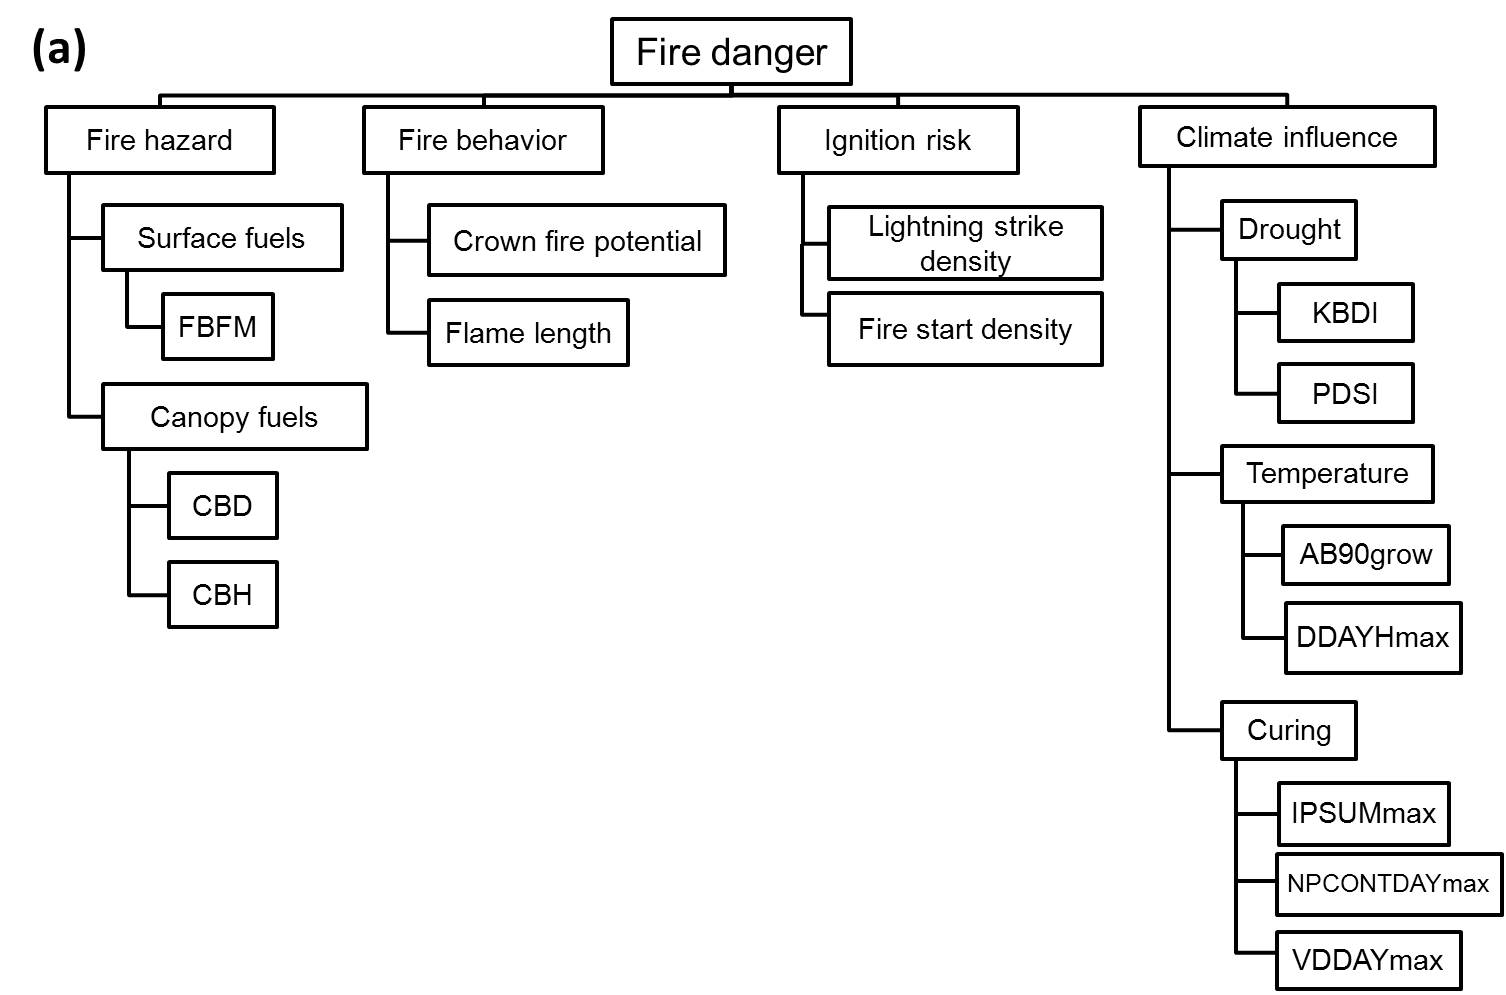 (a)
Fire danger
Fire hazard
Fire behavior
Ignition risk
Climate influence
Surface fuels
FBFM
Canopy fuels
CBD
CBH
Crown fire potential
Flame length
Lightning strike
density
Fire start density
Drought
KBDI
PDSI
Temperature
AB90grow
DDAYHmax
Curing
IPSUMmax
NPCONTDAYmax
VDDAYmax